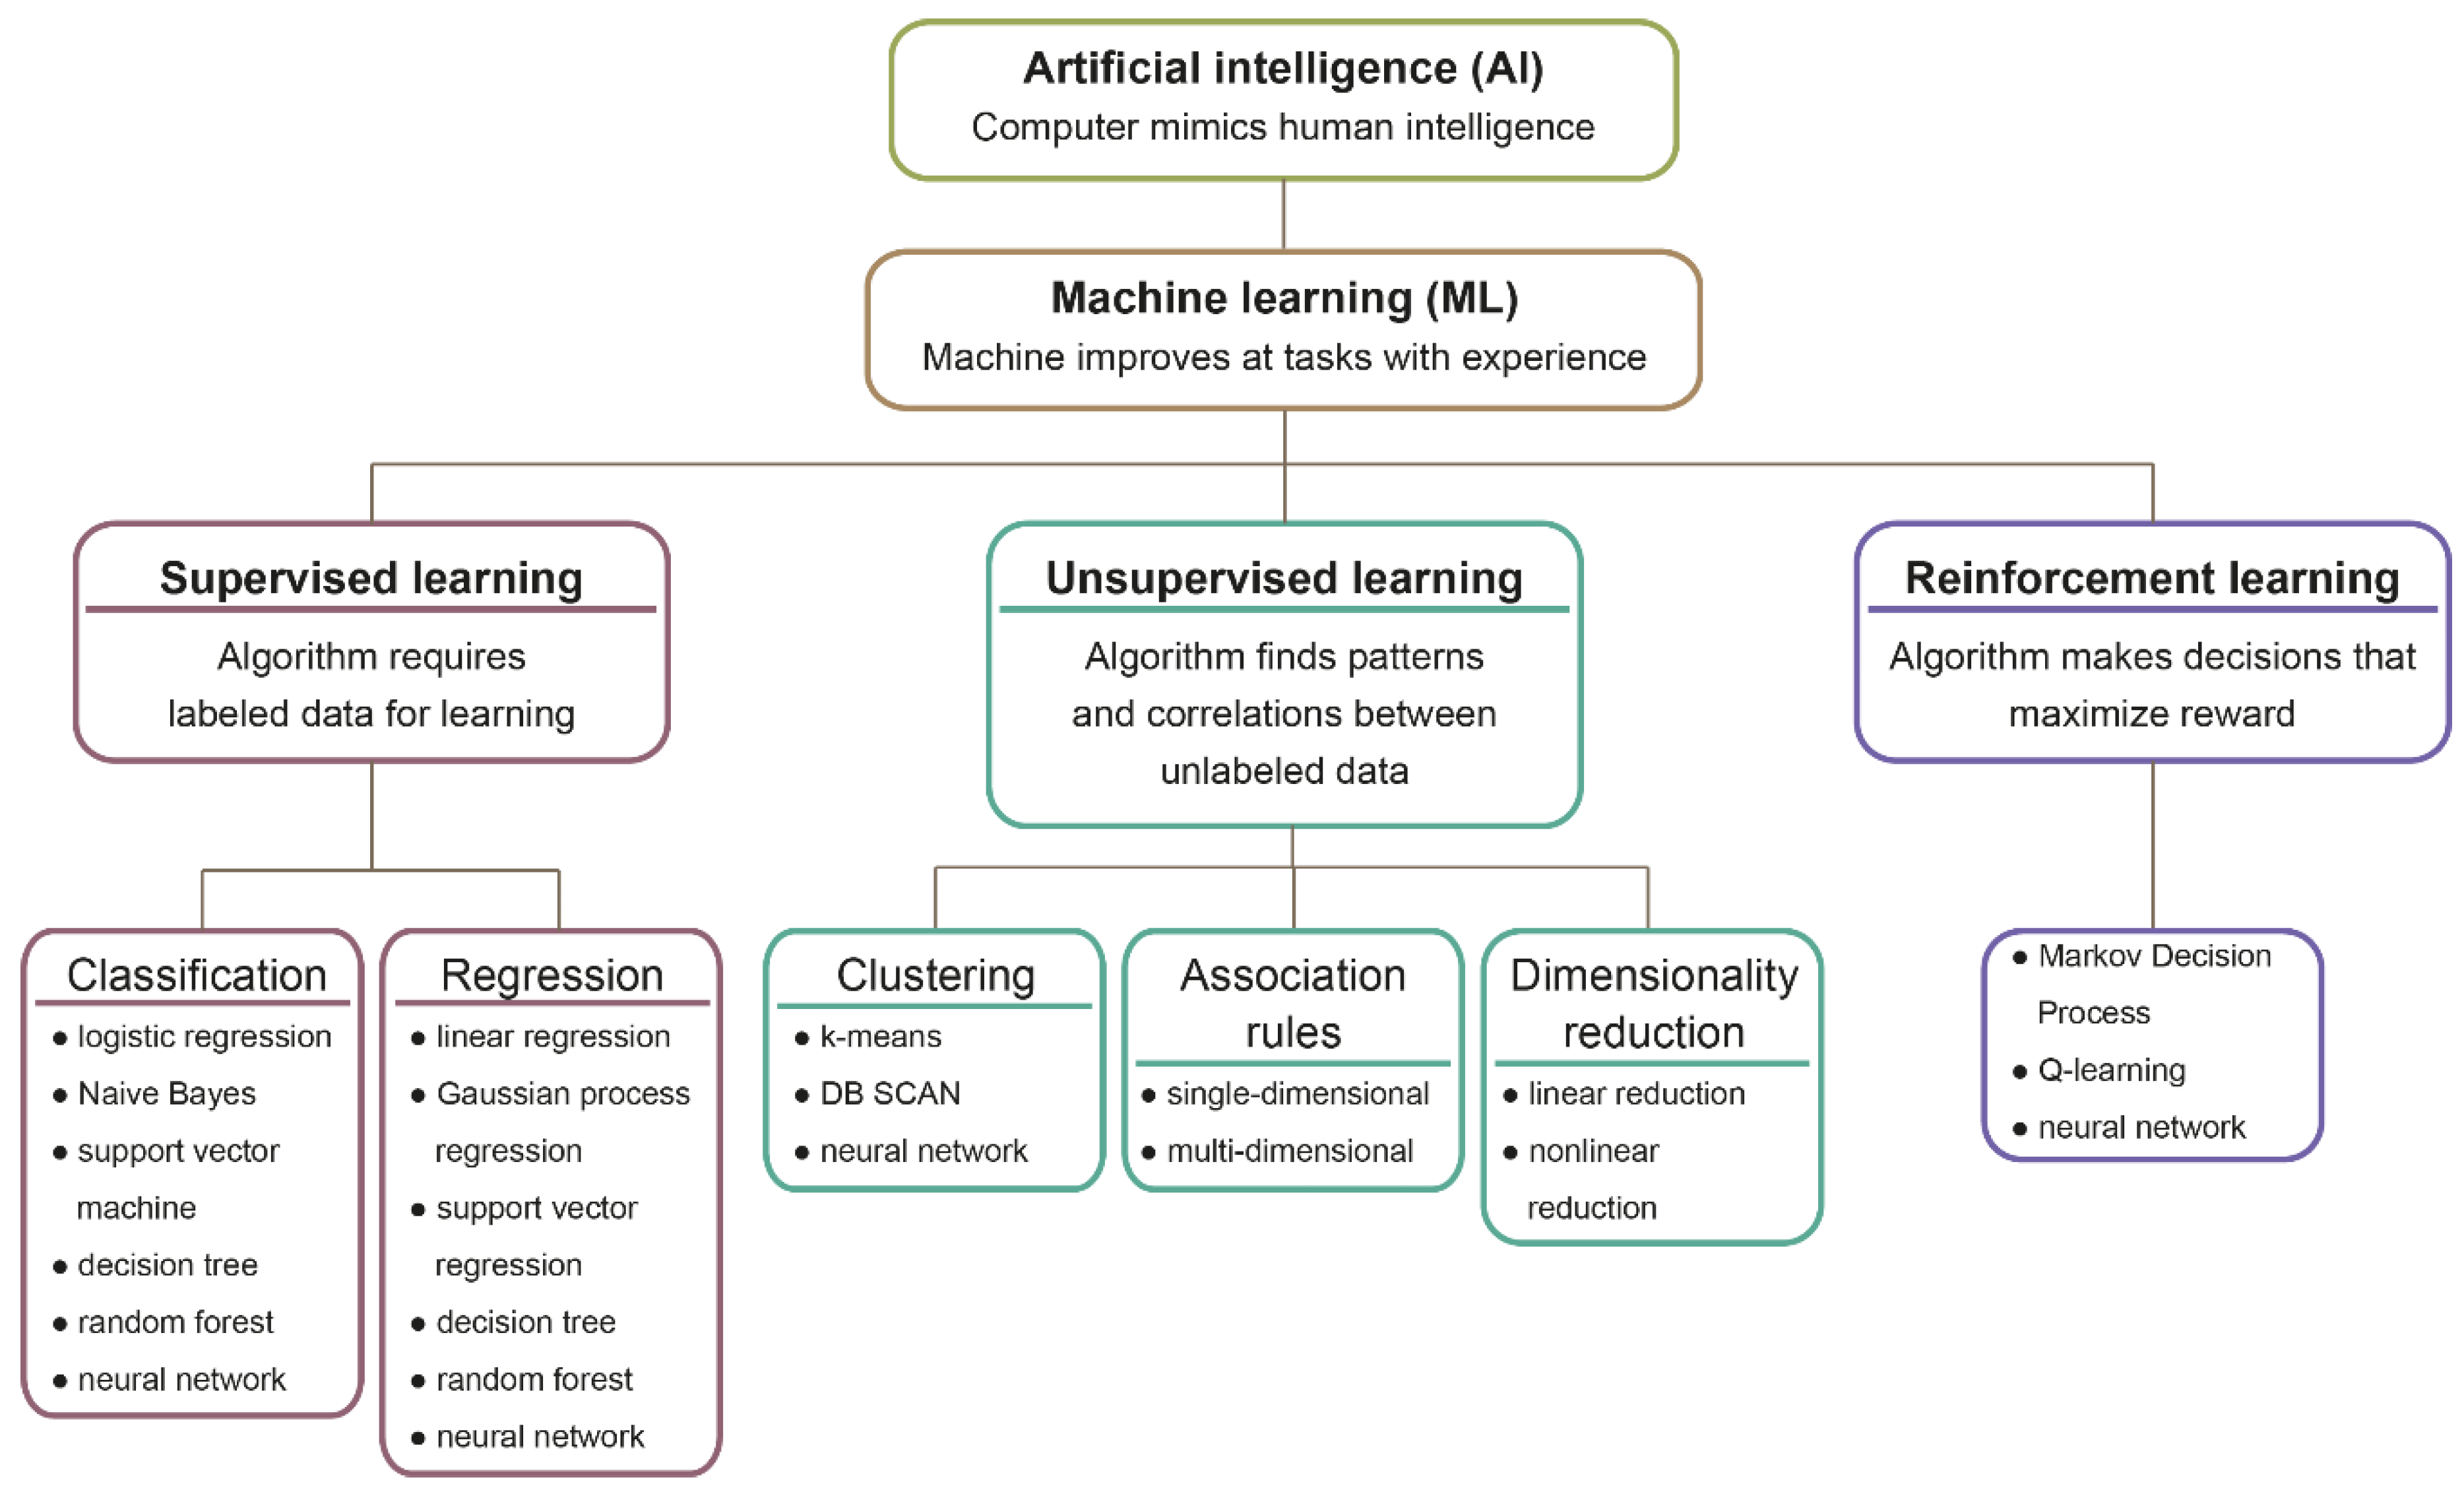 Artificial intelligence (AI)
Computer mimics human intelligence
Machine learning (ML)
Machine improves at tasks with experience
Supervised learning
Algorithm requires
labeled data for learning
Unsupervised learning
Algorithm finds patterns
and correlations between
unlabeled data
Reinforcement learning
Algorithm makes decisions that
maximize reward
Classification
● logistic regression
● Naive Bayes
● support vector
machine
● decision tree
● random forest
● neural network
Regression
● linear regression
● Gaussian process
regression
● support vector
regression
● decision tree
● random forest
● neural network
Clustering
● k-means
● DB SCAN
● neural network
Association
rules
● single-dimensional
● multi-dimensional
Dimensionality
reduction
● linear reduction
● nonlinear
reduction
● Markov Decision
Process
● Q-learning
● neural network